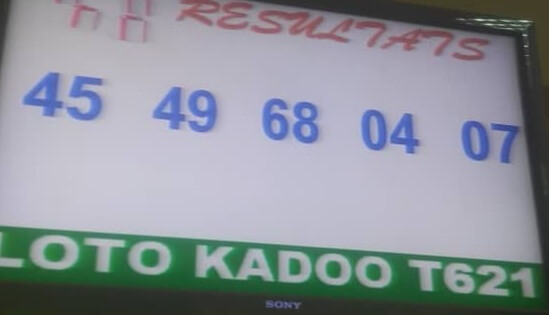 RESULTATS
45 49 68 04 07
LOTO KADOO T621
SONY